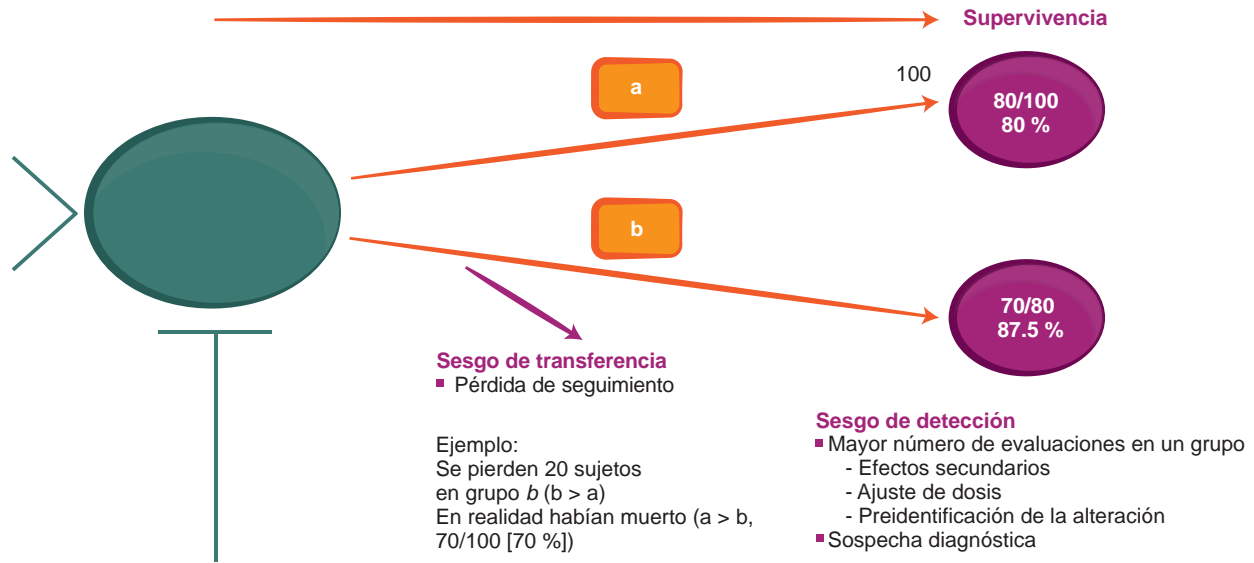 Supervivencia
a
100
80/100
80 %
b
70/80
87.5 %
Sesgo de transferencia
Pérdida de seguimiento
Ejemplo:
Se pierden 20 sujetos
en grupo b (b > a)
En realidad habían muerto (a > b,
70/100 [70 %])
Sesgo de detección
Mayor número de evaluaciones en un grupo
- Efectos secundarios
- Ajuste de dosis
- Preidentificación de la alteración
Sospecha diagnóstica